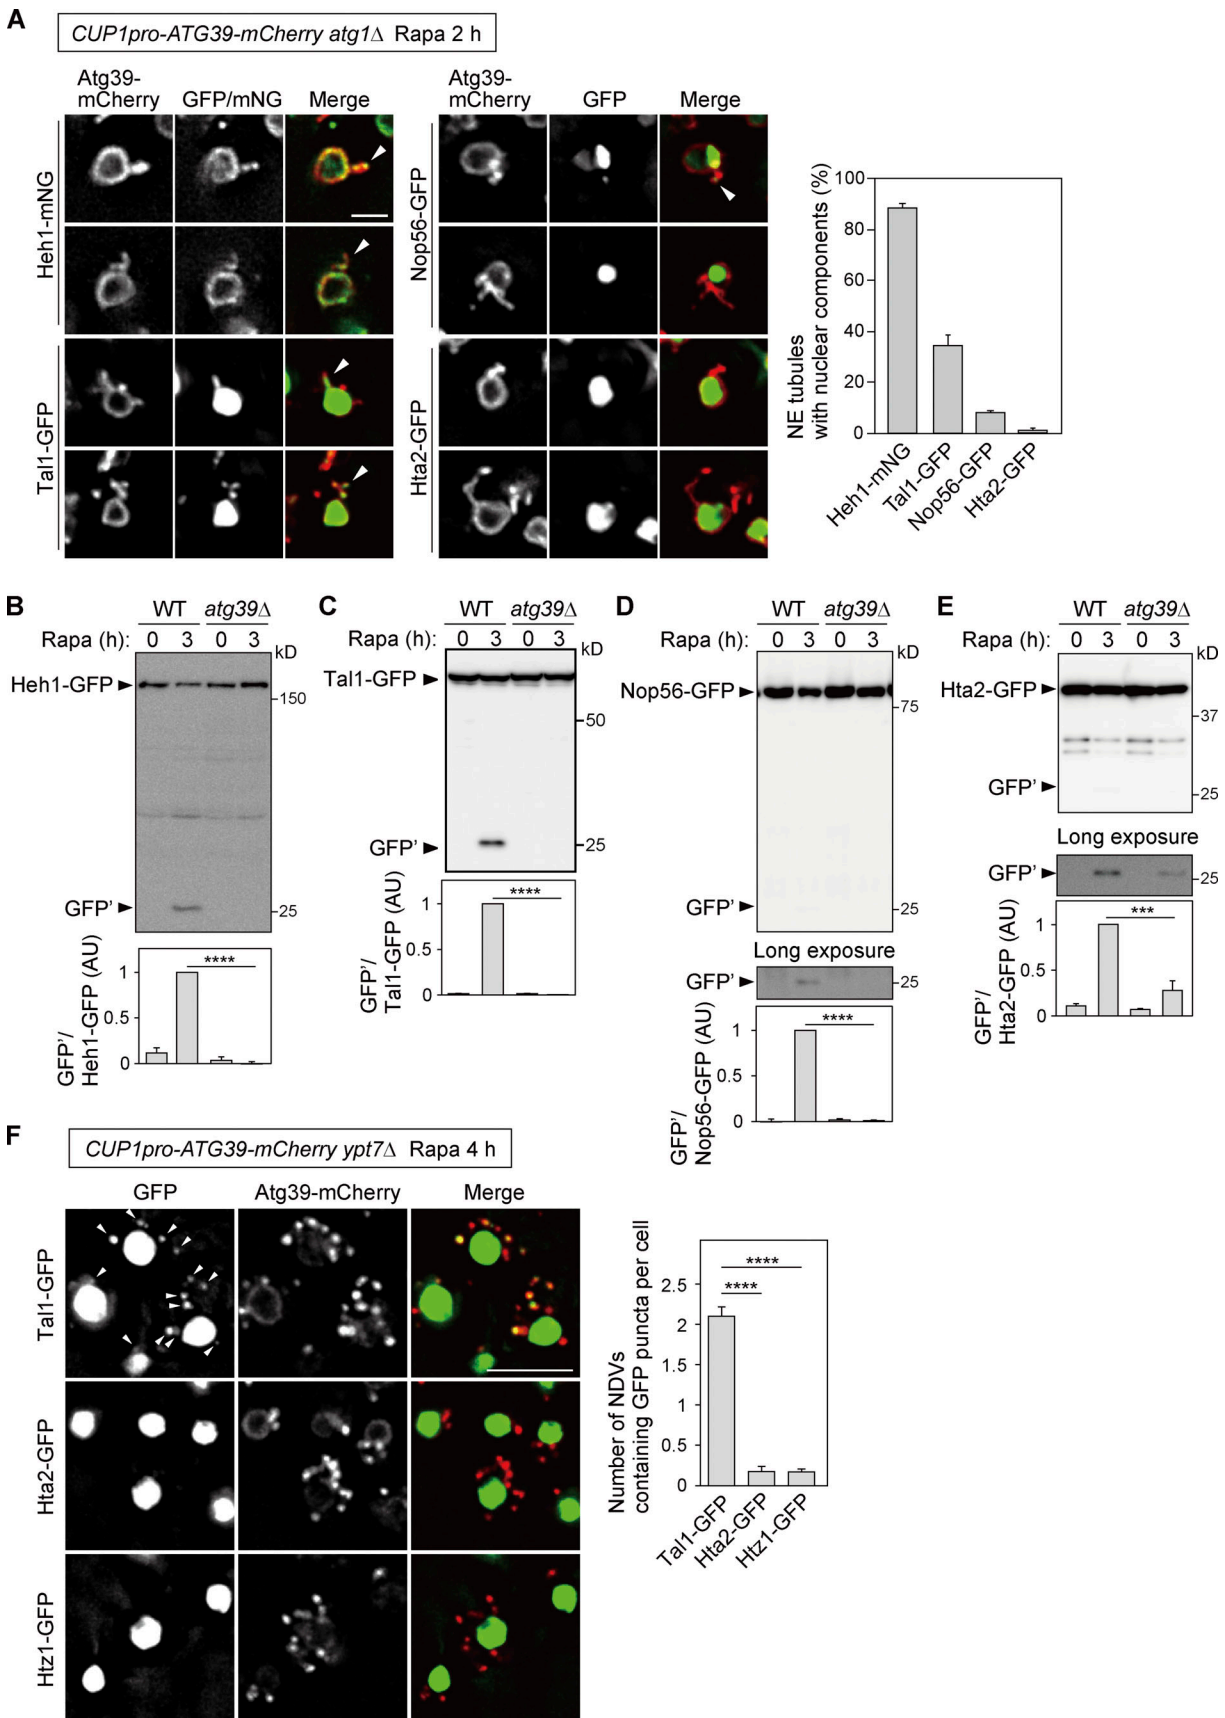 A
CUP1pro-ATG39-mCherry atg1Δ Rapa 2 h
Atg39-
mCherry
GFP/mNG
Merge
Atg39-
mCherry
GFP
Merge
Heh1-mNG
Tal1-GFP
Nop56-GFP
Hta2-GFP
NE tubules
with nuclear components (%)
100
80
60
40
20
0
Heh1-mNG
Tal1-GFP
Nop56-GFP
Hta2-GFP
B
WT atg39Δ
Rapa (h): 0 3 0 3
kD
Heh1-GFP
150
GFP'
25
GFP'/
Heh1-GFP (AU)
1
0.5
0
****
C
WT atg39Δ
Rapa (h): 0 3 0 3
kD
Tal1-GFP
50
GFP'
25
GFP'/
Tal1-GFP (AU)
1
0.5
0
****
D
WT atg39Δ
Rapa (h): 0 3 0 3
kD
Nop56-GFP
75
GFP'
25
Long exposure
GFP'
25
GFP'/
Nop56-GFP (AU)
1
0.5
0
****
E
WT atg39Δ
Rapa (h): 0 3 0 3
kD
Hta2-GFP
37
GFP'
25
Long exposure
GFP'
25
GFP'/
Hta2-GFP (AU)
1
0.5
0
***
F
CUP1pro-ATG39-mCherry ypt7Δ Rapa 4 h
GFP
Atg39-mCherry
Merge
Tal1-GFP
Hta2-GFP
Htz1-GFP
Number of NDVs
containing GFP puncta per cell
2.5
2
1.5
1
0.5
0
****
****
Tal1-GFP
Hta2-GFP
Htz1-GFP